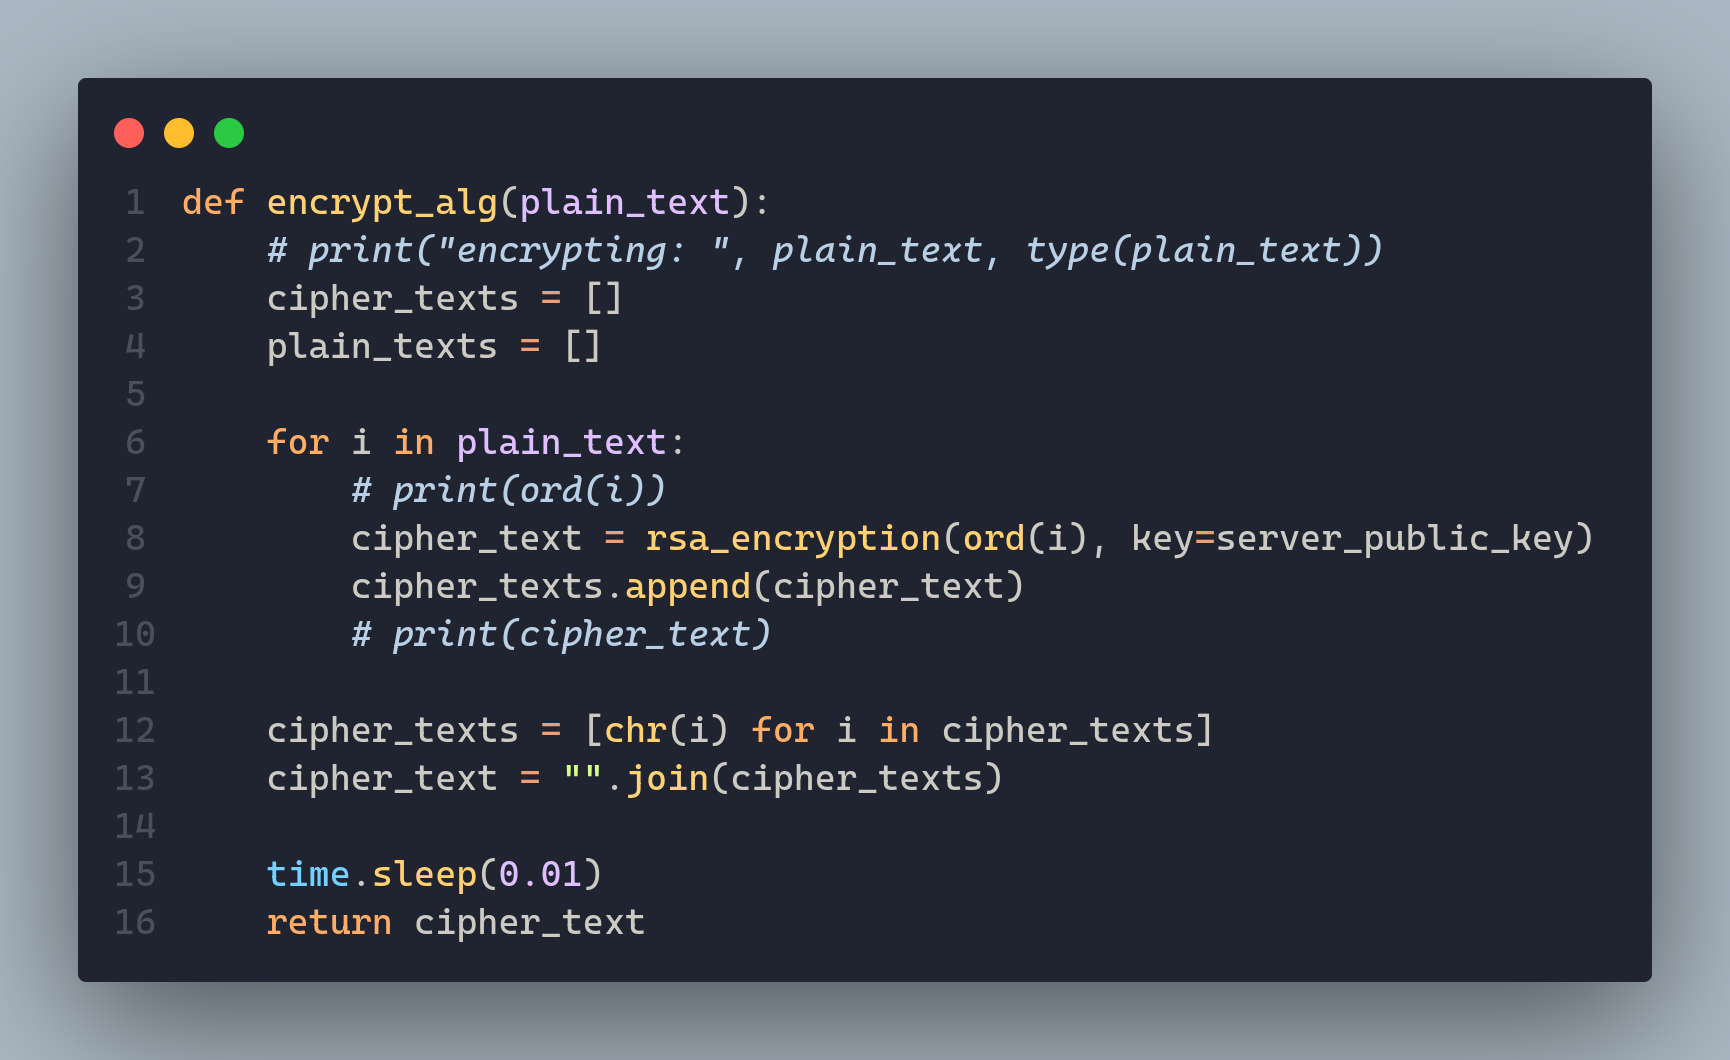 1 def encrypt_alg(plain_text):
2     # print("encrypting: ", plain_text, type(plain_text))
3     cipher_texts = []
4     plain_texts = []
5
6     for i in plain_text:
7         # print(ord(i))
8         cipher_text = rsa_encryption(ord(i), key=server_public_key)
9         cipher_texts.append(cipher_text)
10         # print(cipher_text)
11
12     cipher_texts = [chr(i) for i in cipher_texts]
13     cipher_text = "".join(cipher_texts)
14
15     time.sleep(0.01)
16     return cipher_text